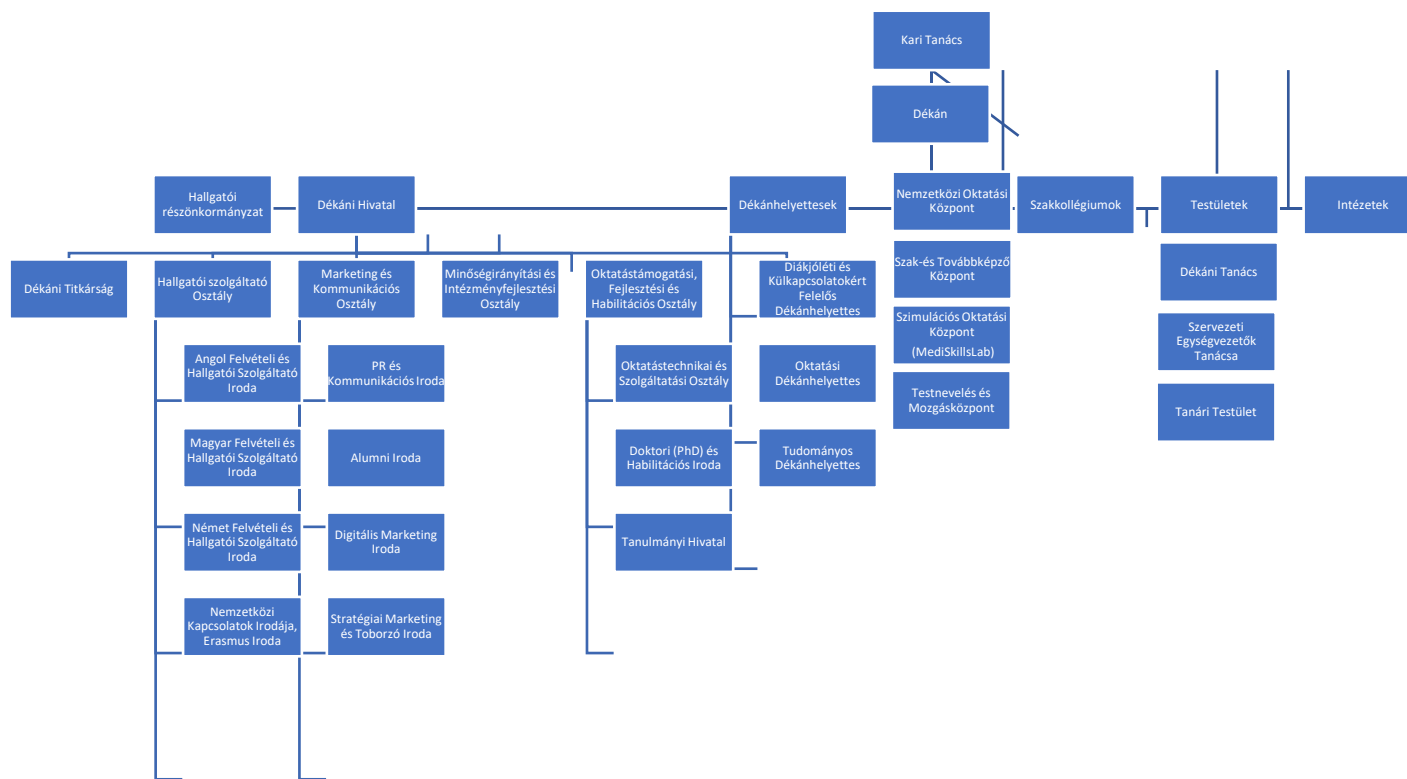 Kari Tanács
Dékán
Hallgatói
részönkormányzat
Dékáni Hivatal
Dékánhelyettesek
Nemzetközi Oktatási
Központ
Szakkollégiumok
Testületek
Intézetek
Dékáni Titkárság
Hallgatói szolgáltató
Osztály
Marketing és
Kommunikációs
Osztály
Minőségirányítási és
Intézményfejlesztési
Osztály
Oktatástámogatási,
Fejlesztési és
Habilitációs Osztály
Diákjóléti és
Külkapcsolatokért
Felelős
Dékánhelyettes
Szak-és Továbbképző
Központ
Dékáni Tanács
Angol Felvételi és
Hallgatói Szolgáltató
Iroda
PR és
Kommunikációs Iroda
Oktatástechnikai és
Szolgáltatási Osztály
Oktatási
Dékánhelyettes
Szimulációs Oktatási
Központ
(MediSkillsLab)
Szervezeti
Egységvezetők
Tanácsa
Testnevelés és
Mozgásközpont
Tanári Testület
Magyar Felvételi és
Hallgatói Szolgáltató
Iroda
Alumni Iroda
Doktori (PhD) és
Habilitációs Iroda
Tudományos
Dékánhelyettes
Német Felvételi és
Hallgatói Szolgáltató
Iroda
Digitális Marketing
Iroda
Tanulmányi Hivatal
Nemzetközi
Kapcsolatok Irodája,
Erasmus Iroda
Stratégiai Marketing
és Toborzó Iroda